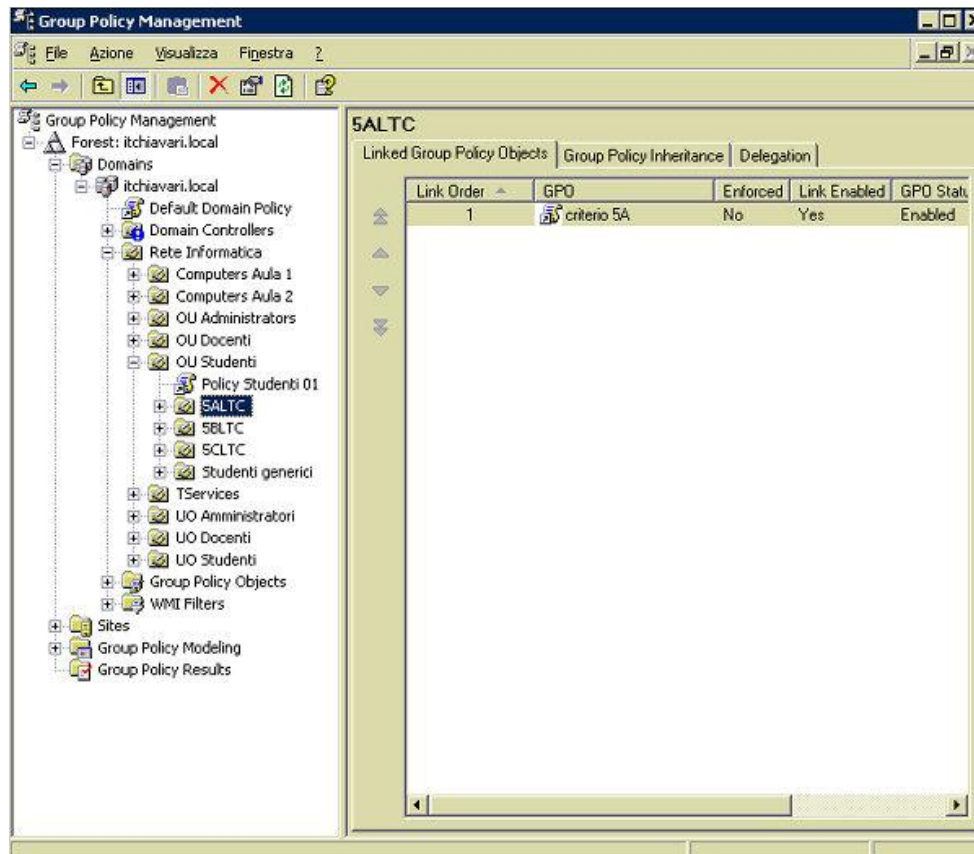 Group Policy Management
File Azione Visualizza Finestra ?
Group Policy Management
Forest: itchiavari.local
Domains
itchiavari.local
Default Domain Policy
Domain Controllers
Rete Informatica
Computers Aula 1
Computers Aula 2
OU Administrators
OU Docenti
OU Studenti
Policy Studenti 01
5ALTC
5BLTC
5CLTC
Studenti generici
TServices
UO Amministratori
UO Docenti
UO Studenti
Group Policy Objects
WMI Filters
Sites
Group Policy Modeling
Group Policy Results
5ALTC
Linked Group Policy Objects Group Policy Inheritance Delegation
Link Order GPO Enforced Link Enabled GPO Statu
1 criterio 5A No Yes Enabled